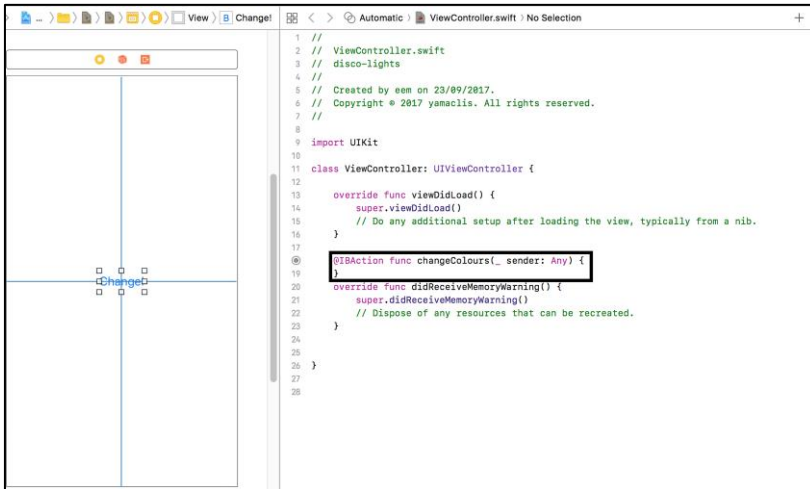 ... View B Change!
Automatic ViewController.swift No Selection
1 //
2 // ViewController.swift
3 // disco-lights
4 //
5 // Created by eem on 23/09/2017.
6 // Copyright © 2017 yamaclis. All rights reserved.
7 //
8
9 import UIKit
10
11 class ViewController: UIViewController {
12
13 override func viewDidLoad() {
14 super.viewDidLoad()
15 // Do any additional setup after loading the view, typically from a nib.
16 }
17
@IBAction func changeColours(_ sender: Any) {
19 }
20 override func didReceiveMemoryWarning() {
21 super.didReceiveMemoryWarning()
22 // Dispose of any resources that can be recreated.
23 }
24
25
26 }
27
28
Change!